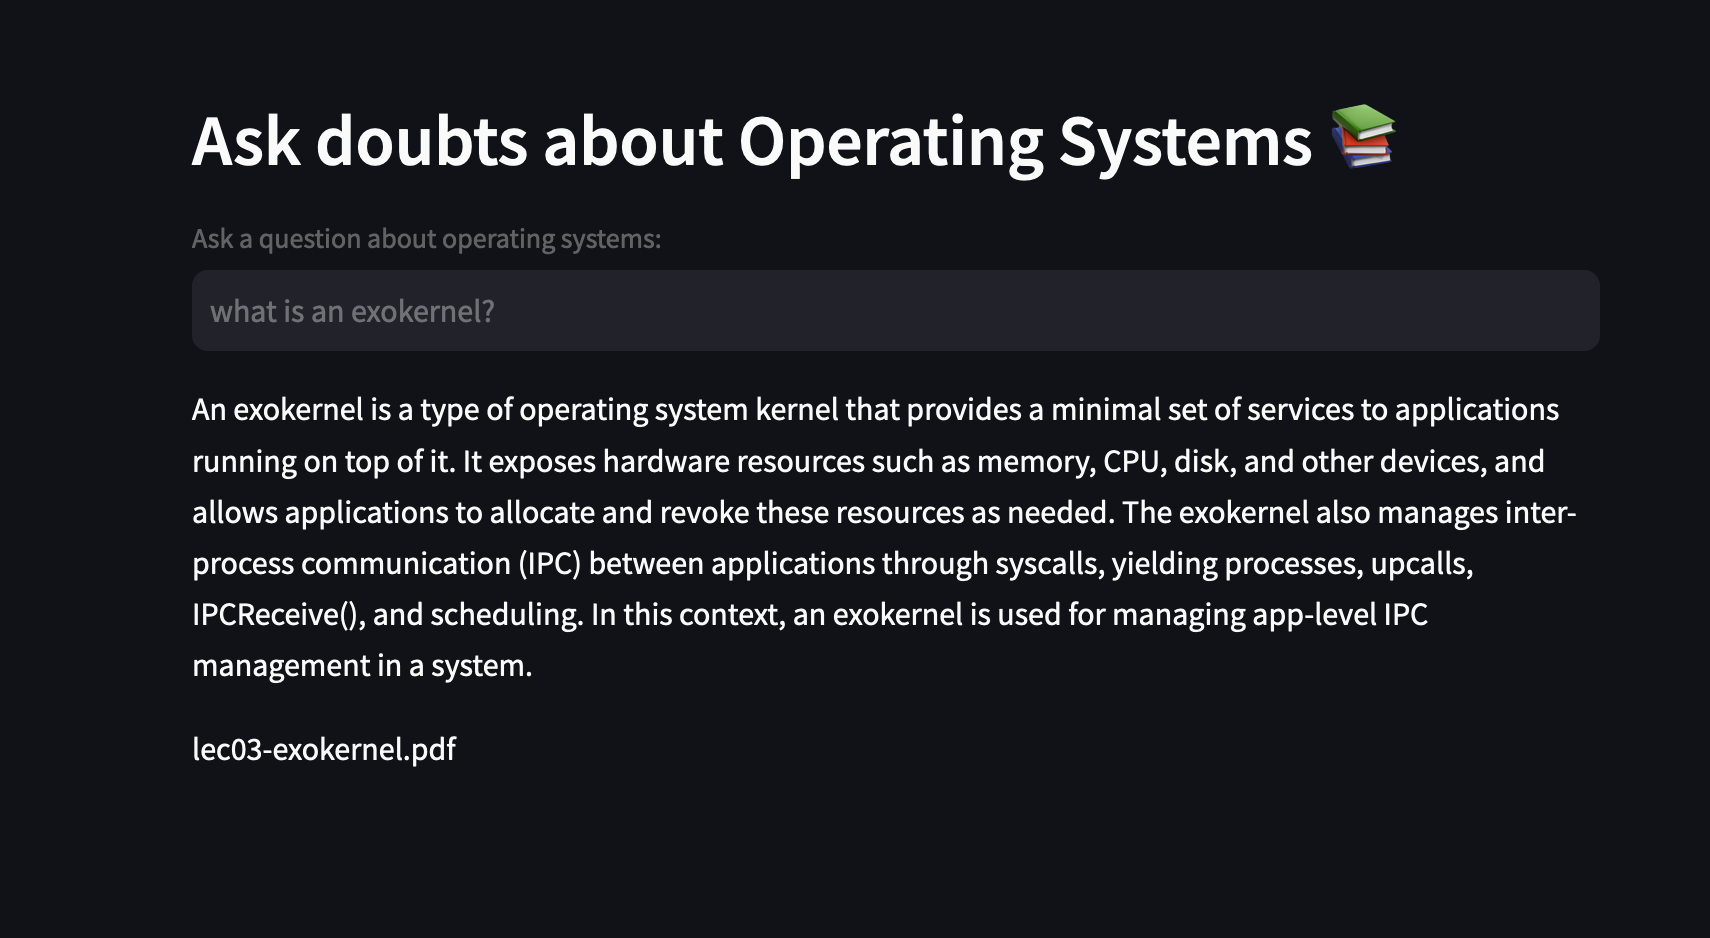 Ask doubts about Operating Systems 📚
Ask a question about operating systems:
what is an exokernel?
An exokernel is a type of operating system kernel that provides a minimal set of services to applications
running on top of it. It exposes hardware resources such as memory, CPU, disk, and other devices, and
allows applications to allocate and revoke these resources as needed. The exokernel also manages inter-
process communication (IPC) between applications through syscalls, yielding processes, upcalls,
IPCReceive(), and scheduling. In this context, an exokernel is used for managing app-level IPC
management in a system.
lec03-exokernel.pdf